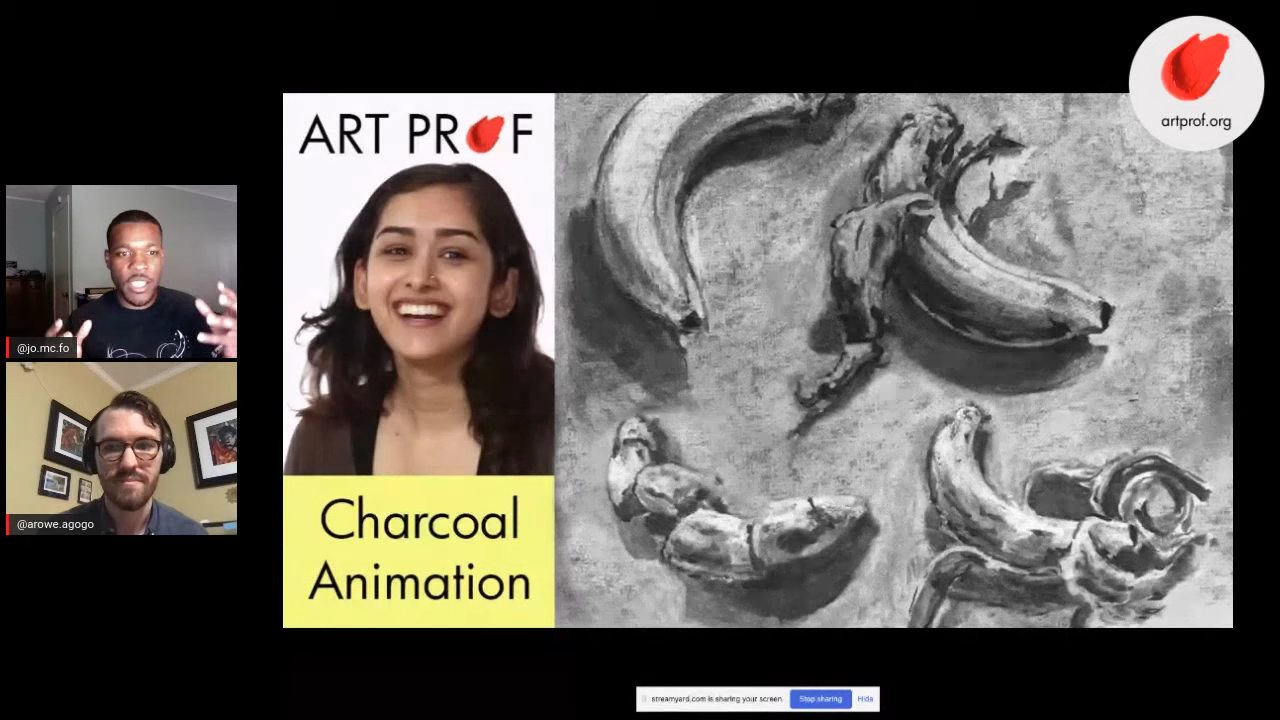 artprof.org
ART PROF
@jo.mc.fo
@arowe.agogo
Charcoal
Animation
streamyard.com is sharing your screen.
Stop sharing
Hide